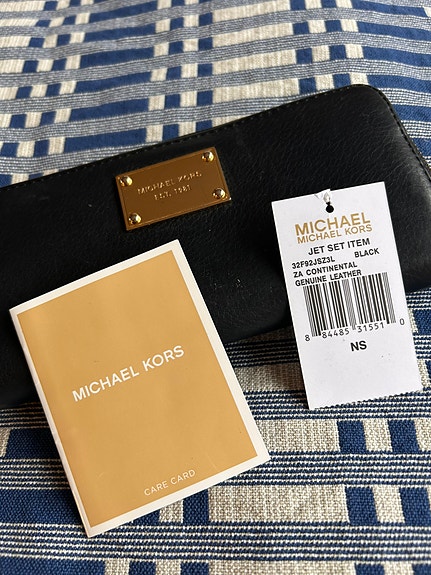 MICHAEL KORS
EST. 1981
MICHAEL
MICHAEL KORS
JET SET ITEM
32F92JSZ3L BLACK
ZA CONTINENTAL
GENUINE LEATHER
8 84485 31551 0
NS
MICHAEL KORS
CARE CARD